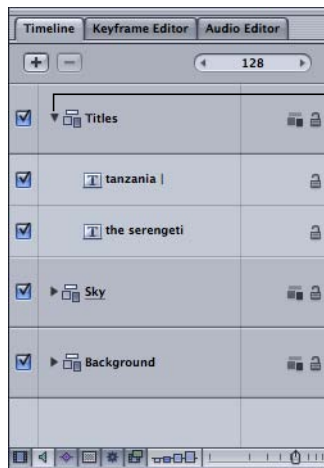 Timeline Keyframe Editor Audio Editor
128
Titles
T tanzania |
T the serengeti
Sky
Background